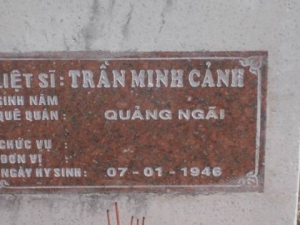 LIỆT SĨ: TRẦN MINH CẢNH
SINH NĂM
QUÊ QUÁN : QUẢNG NGÃI
CHỨC VỤ :
ĐƠN VỊ :
NGÀY HY SINH: 07-01-1946